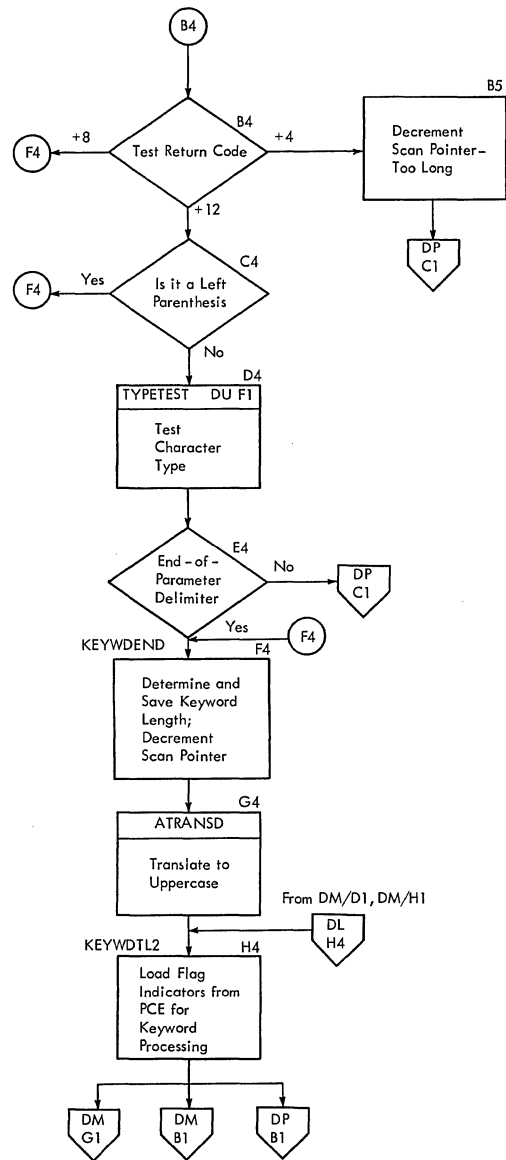 B4
B4
B5
+8
+4
F4
Test Return Code
Decrement
Scan Pointer–
Too Long
+12
C4
DP
C1
Yes
F4
Is it a Left
Parenthesis
No
D4
TYPETEST DU F1
Test
Character
Type
E4
End-of-
Parameter
Delimiter
No
DP
C1
Yes
F4
KEYWDEND
F4
Determine and
Save Keyword
Length;
Decrement
Scan Pointer
G4
ATRANSD
Translate to
Uppercase
From DM/D1, DM/H1
DL
H4
KEYWDTL2
H4
Load Flag
Indicators from
PCE for
Keyword
Processing
DM
G1
DM
B1
DP
B1